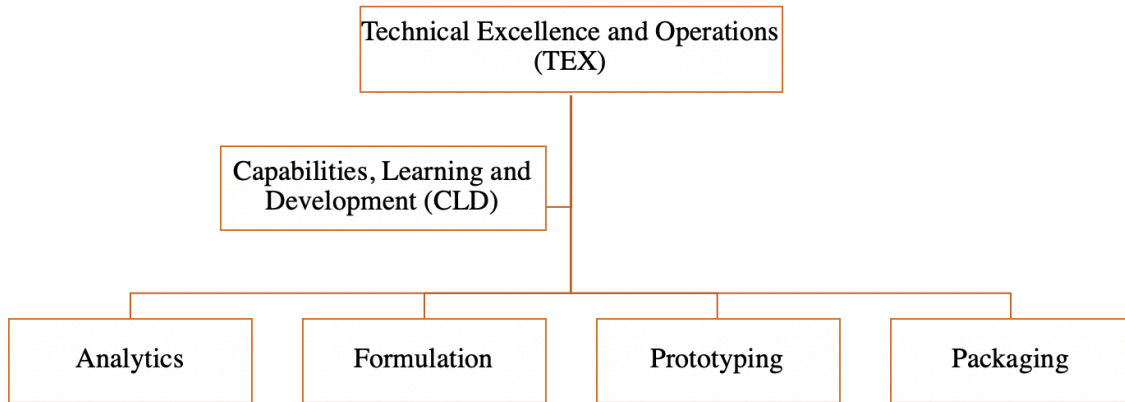 Technical Excellence and Operations
(TEX)
Capabilities, Learning and
Development (CLD)
Analytics
Formulation
Prototyping
Packaging